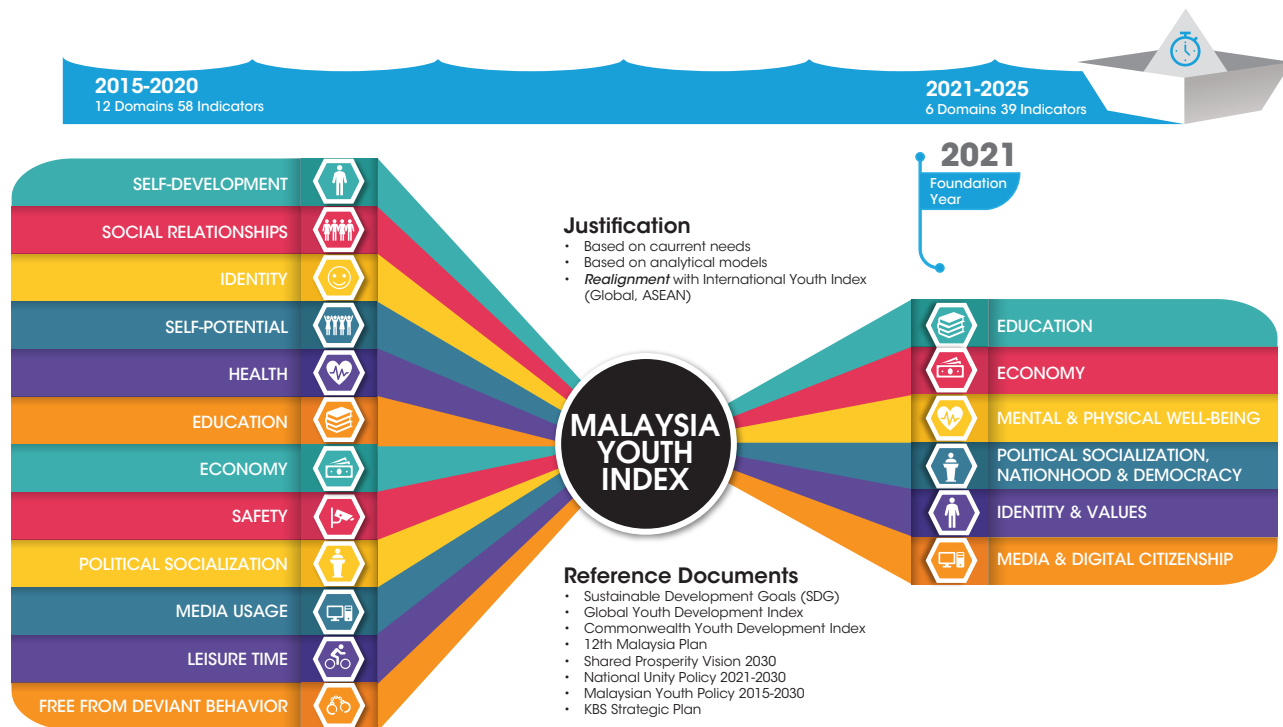 2015-2020
12 Domains 58 Indicators
2021-2025
6 Domains 39 Indicators
2021
Foundation
Year
SELF-DEVELOPMENT
SOCIAL RELATIONSHIPS
IDENTITY
SELF-POTENTIAL
HEALTH
EDUCATION
ECONOMY
SAFETY
POLITICAL SOCIALIZATION
MEDIA USAGE
LEISURE TIME
FREE FROM DEVIANT BEHAVIOR
Justification
• Based on caurrent needs
• Based on analytical models
• Realignment with International Youth Index
(Global, ASEAN)
MALAYSIA
YOUTH
INDEX
Reference Documents
• Sustainable Development Goals (SDG)
• Global Youth Development Index
• Commonwealth Youth Development Index
• 12th Malaysia Plan
• Shared Prosperity Vision 2030
• National Unity Policy 2021-2030
• Malaysian Youth Policy 2015-2030
• KBS Strategic Plan
EDUCATION
ECONOMY
MENTAL & PHYSICAL WELL-BEING
POLITICAL SOCIALIZATION,
NATIONHOOD & DEMOCRACY
IDENTITY & VALUES
MEDIA & DIGITAL CITIZENSHIP